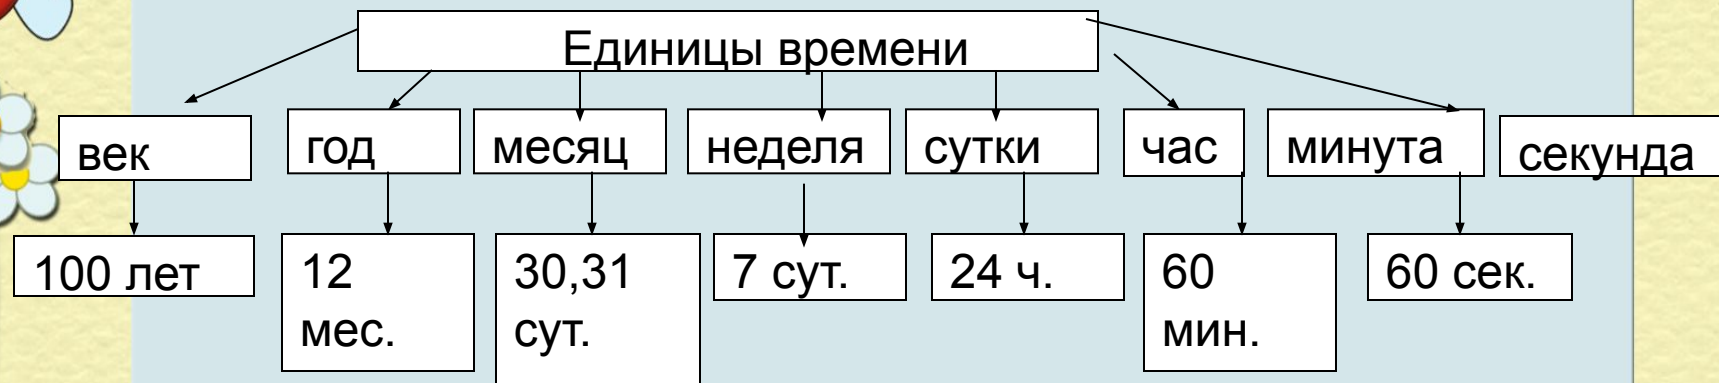 Единицы времени
век
год
месяц
неделя
сутки
час
минута
секунда
100 лет
12
мес.
30,31
сут.
7 сут.
24 ч.
60
мин.
60 сек.